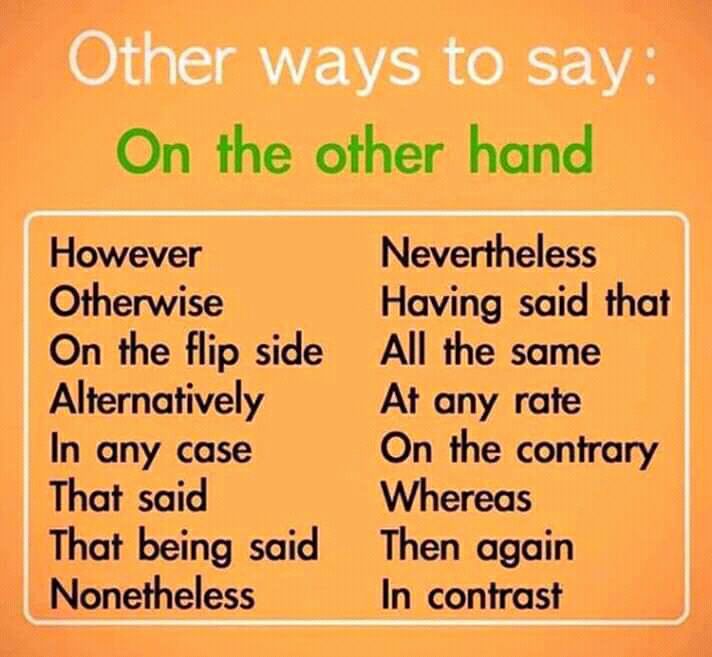 Other ways to say:
On the other hand
However
Otherwise
On the flip side
Alternatively
In any case
That said
That being said
Nonetheless
Nevertheless
Having said that
All the same
At any rate
On the contrary
Whereas
Then again
In contrast